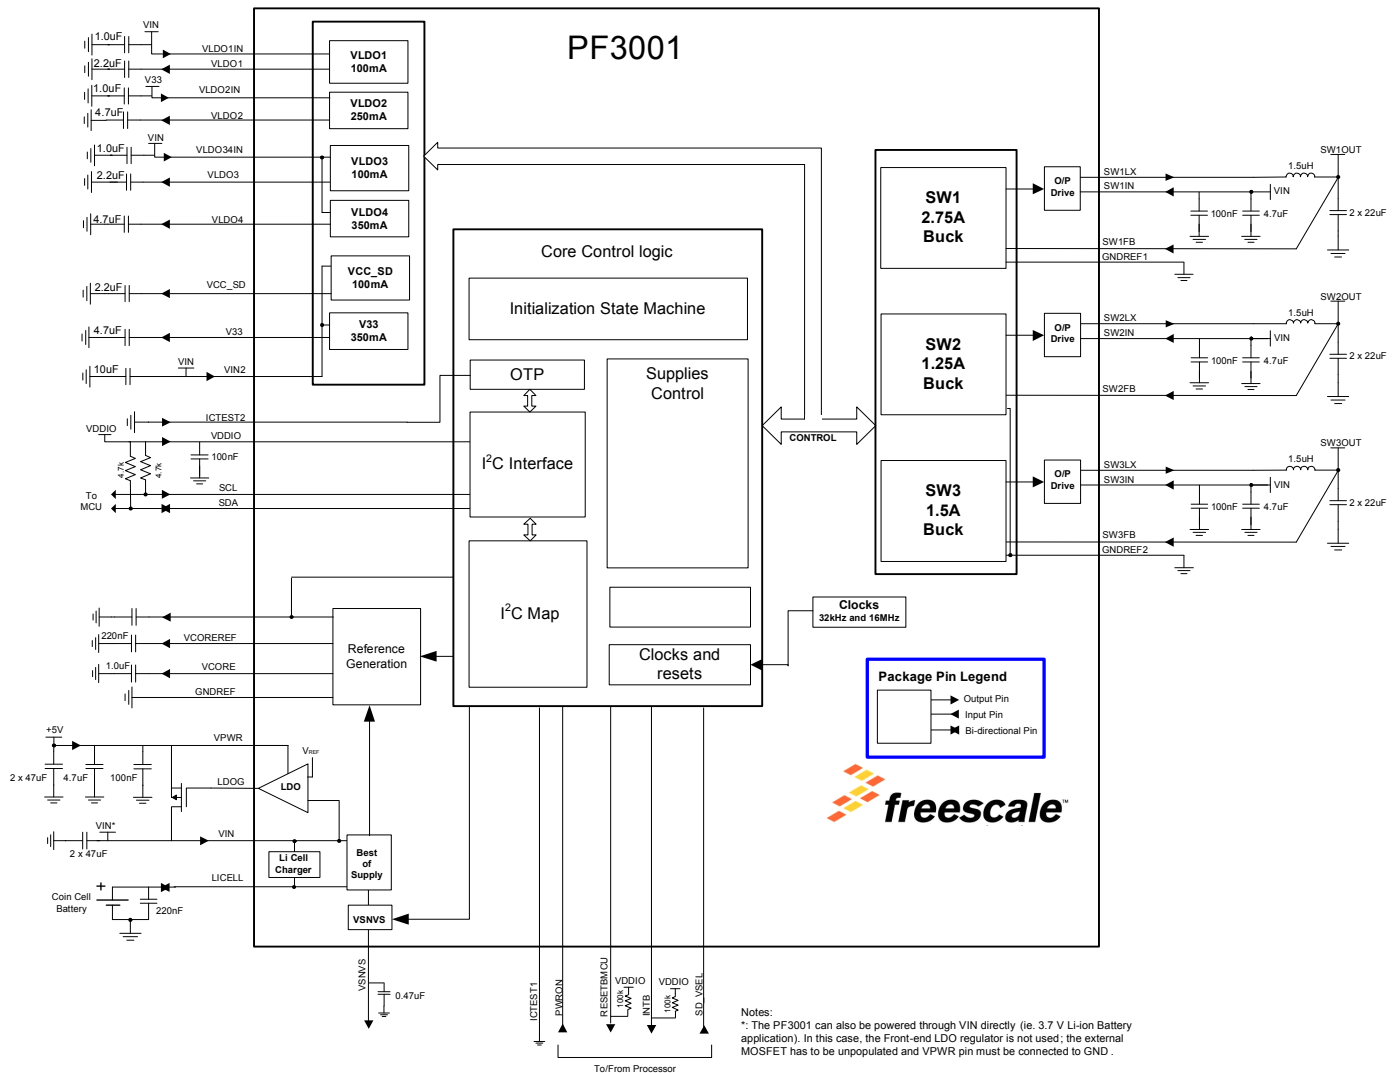 PF3001
VIN
1.0uF
VLDO1IN
2.2uF
VLDO1
VLDO1
100mA
V33
1.0uF
VLDO2IN
4.7uF
VLDO2
VLDO2
250mA
VIN
1.0uF
VLDO34IN
2.2uF
VLDO3
VLDO3
100mA
4.7uF
VLDO4
VLDO4
350mA
2.2uF
VCC_SD
VCC_SD
100mA
4.7uF
V33
V33
350mA
10uF
VIN
VIN2
ICTEST2
VDDIO
VDDIO
100nF
4.7k
4.7k
To
MCU
SCL
SDA
Core Control logic
Initialization State Machine
OTP
Supplies
Control
I²C Interface
I²C Map
Clocks and
resets
Clocks
32kHz and 16MHz
CONTROL
SW1
2.75A
Buck
O/P
Drive
SW1LX
SW1IN
SW1FB
GNDREF1
1.5uH
SW1OUT
VIN
100nF
4.7uF
2 x 22uF
SW2
1.25A
Buck
O/P
Drive
SW2LX
SW2IN
SW2FB
1.5uH
SW2OUT
VIN
100nF
4.7uF
2 x 22uF
SW3
1.5A
Buck
O/P
Drive
SW3LX
SW3IN
SW3FB
GNDREF2
1.5uH
SW3OUT
VIN
100nF
4.7uF
2 x 22uF
220nF
VCOREREF
1.0uF
VCORE
GNDREF
Reference
Generation
+5V
VPWR
2 x 47uF
4.7uF
100nF
LDOG
LDO
VREF
VIN*
VIN
2 x 47uF
Li Cell
Charger
Best
of
Supply
LICELL
Coin Cell
Battery
+
220nF
VSNVS
VSNVS
0.47uF
ICTEST1
PWRON
RESETBMCU
VDDIO
100k
INTB
VDDIO
100k
SD_VSEL
To/From Processor
Package Pin Legend
Output Pin
Input Pin
Bi-directional Pin
freescale™
Notes:
*: The PF3001 can also be powered through VIN directly (ie. 3.7 V Li-ion Battery
application). In this case, the Front-end LDO regulator is not used; the external
MOSFET has to be unpopulated and VPWR pin must be connected to GND .